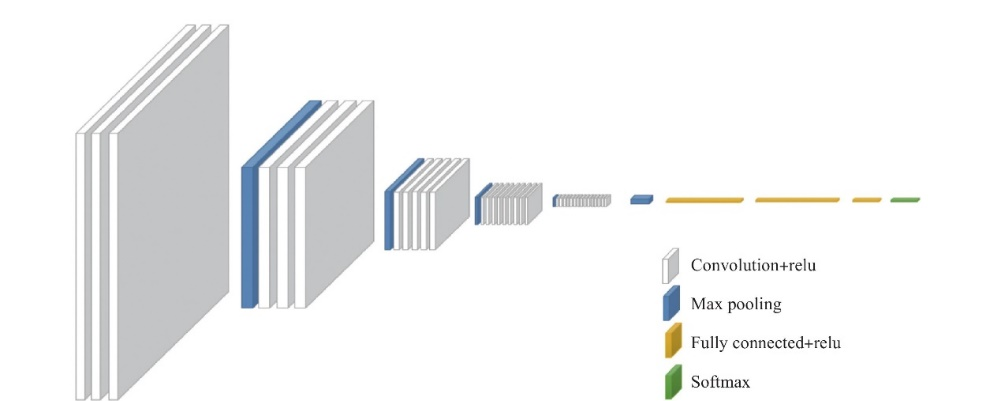 Convolution+relu
Max pooling
Fully connected+relu
Softmax